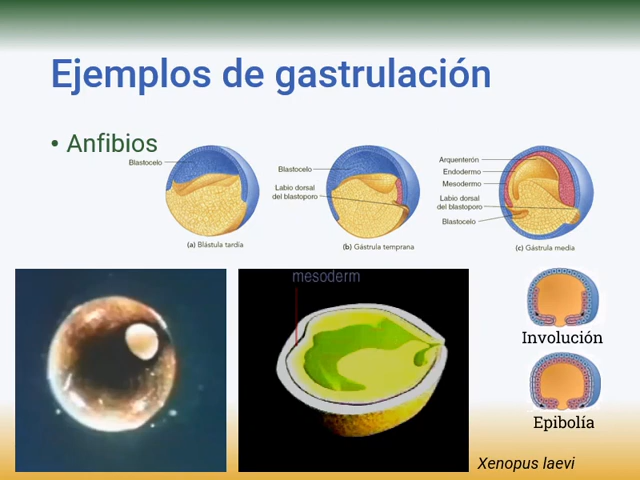 Ejemplos de gastrulación
• Anfibios
Blastocelo
(a) Blástula tardía
Blastocelo
Labio dorsal
del blastoporo
(b) Gástrula temprana
Arquenterón
Endodermo
Mesodermo
Labio dorsal
del blastoporo
Blastocelo
(c) Gástrula media
mesoderm
Involución
Epibolía
Xenopus laevi